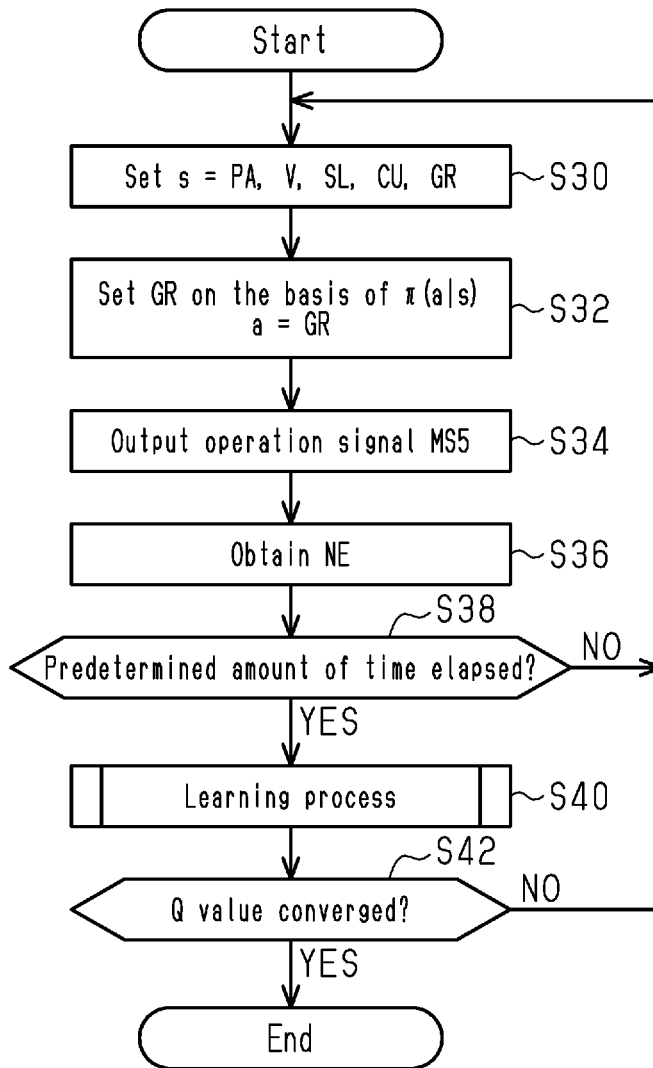 Start
Set s = PA, V, SL, CU, GR
S30
Set GR on the basis of π(a|s)
a = GR
S32
Output operation signal MS5
S34
Obtain NE
S36
S38
Predetermined amount of time elapsed?
NO
YES
Learning process
S40
S42
Q value converged?
NO
YES
End